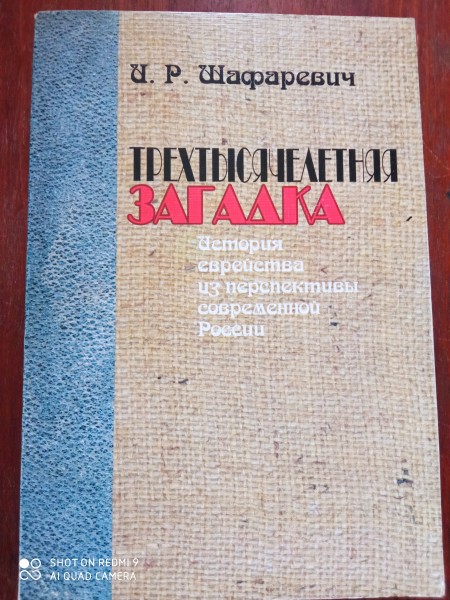 И. Р. Шафаревич
ТРЕХТЫСЯЧЕЛЕТНЯЯ
ЗАГАДКА
История
еврейства
из перспективы
современной
России
SHOT ON REDMI 9
AI QUAD CAMERA